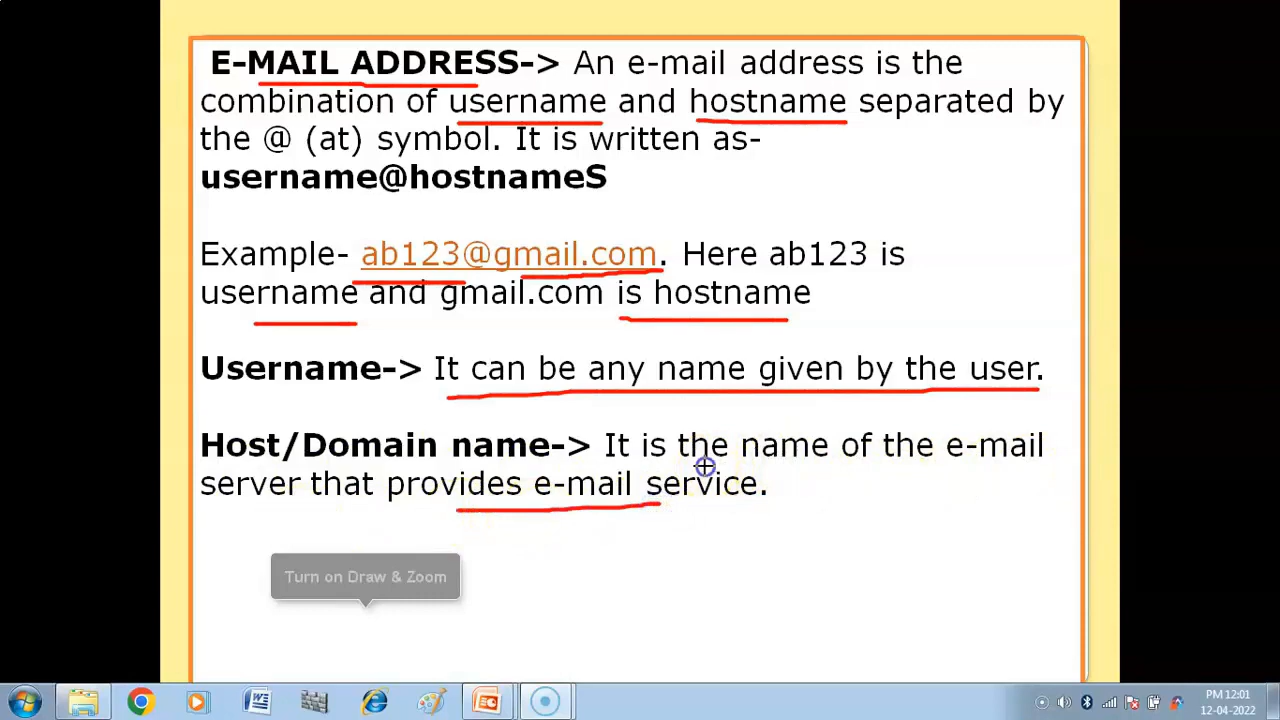 E-MAIL ADDRESS-> An e-mail address is the
combination of username and hostname separated by
the @ (at) symbol. It is written as-
username@hostnameS
Example- ab123@gmail.com. Here ab123 is
username and gmail.com is hostname
Username-> It can be any name given by the user.
Host/Domain name-> It is the name of the e-mail
server that provides e-mail service.
Turn on Draw & Zoom
PM 12:01
12-04-2022